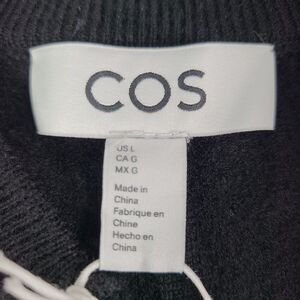 COS
US L
CA G
MX G
Made in
China
Fabriqué en
Chine
Hecho en
China